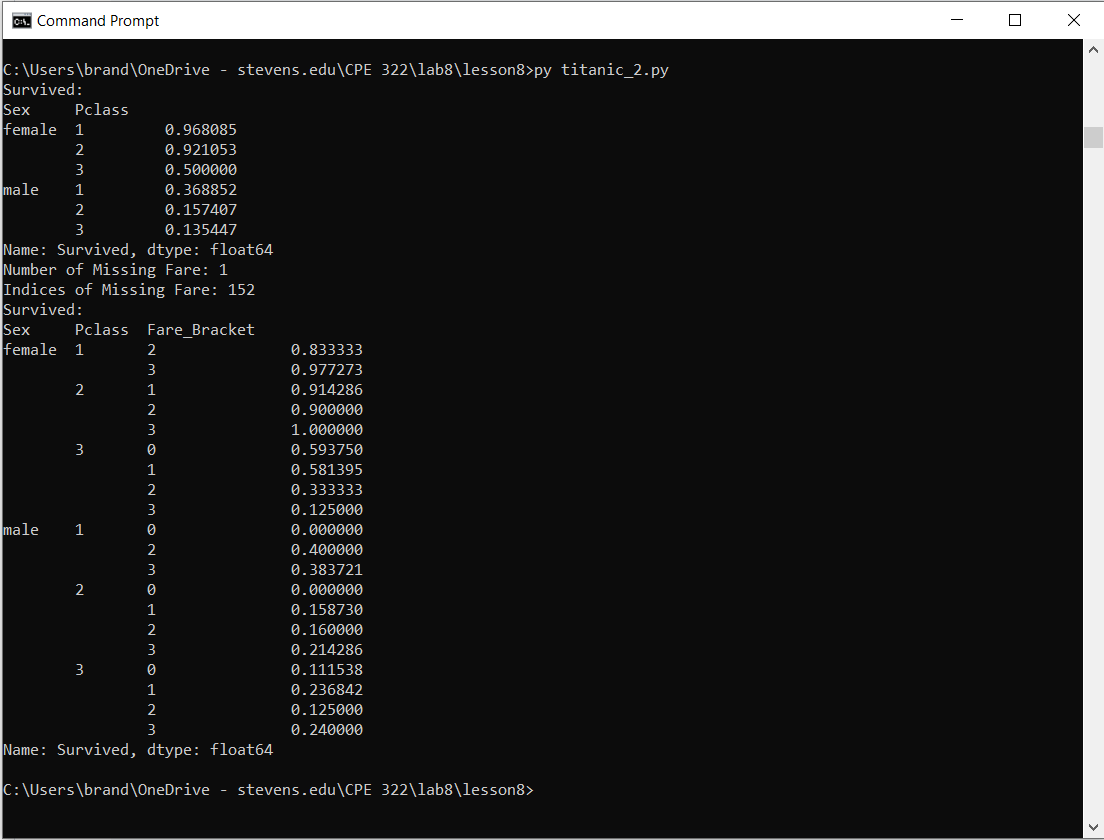 Command Prompt
C:\Users\brand\OneDrive - stevens.edu\CPE 322\lab8\lesson8>py titanic_2.py
Survived:
Sex     Pclass
female  1         0.968085
        2         0.921053
        3         0.500000
male    1         0.368852
        2         0.157407
        3         0.135447
Name: Survived, dtype: float64
Number of Missing Fare: 1
Indices of Missing Fare: 152
Survived:
Sex     Pclass  Fare_Bracket
female  1       2               0.833333
                3               0.977273
        2       1               0.914286
                2               0.900000
                3               1.000000
        3       0               0.593750
                1               0.581395
                2               0.333333
                3               0.125000
male    1       0               0.000000
                2               0.400000
                3               0.383721
        2       0               0.000000
                1               0.158730
                2               0.160000
                3               0.214286
        3       0               0.111538
                1               0.236842
                2               0.125000
                3               0.240000
Name: Survived, dtype: float64
C:\Users\brand\OneDrive - stevens.edu\CPE 322\lab8\lesson8>